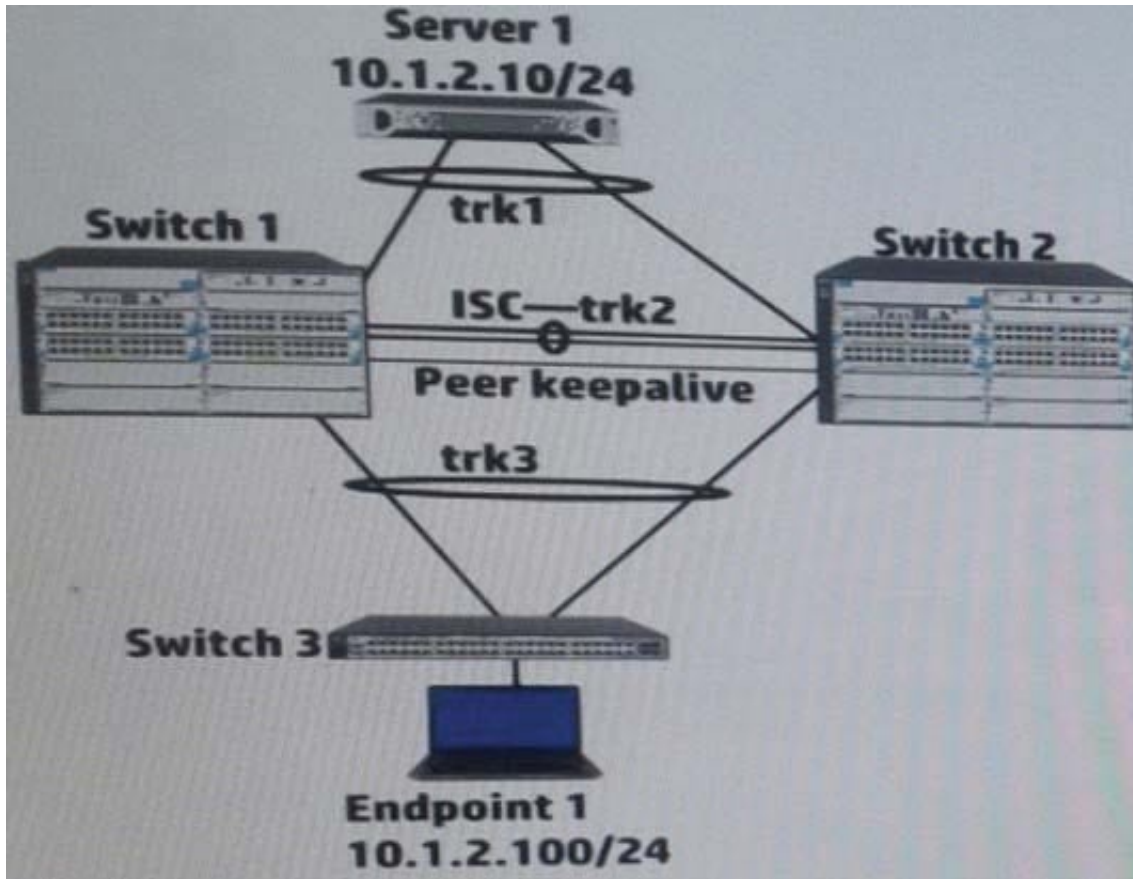 Server 1
10.1.2.10/24
trk1
Switch 1
Switch 2
ISC—trk2
Peer keepalive
trk3
Switch 3
Endpoint 1
10.1.2.100/24